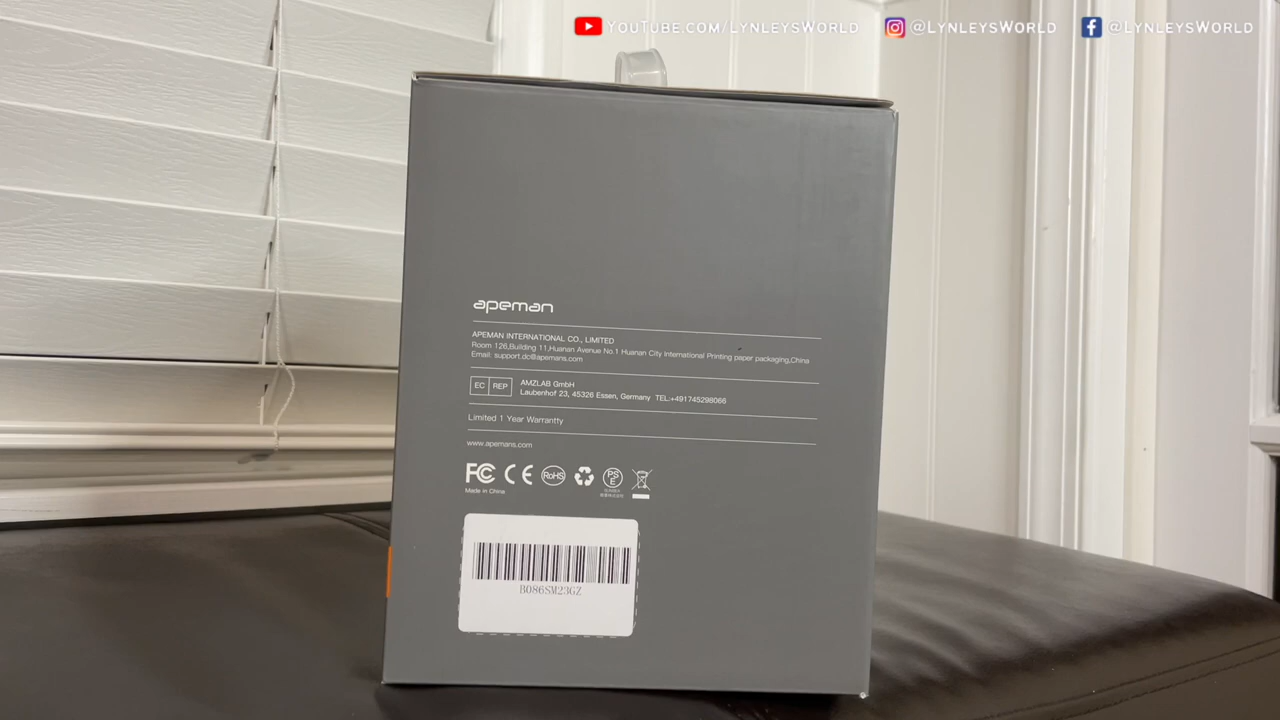 YouTube.com/LynleysWorld @LynleysWorld @LynleysWorld
apeman
APEMAN INTERNATIONAL CO., LIMITED
Room 126,Building 11,Huanan Avenue No.1 Huanan City International Printing paper packaging,China
Email: support.dc@apemans.com
EC REP
AMZLAB GmbH
Laubenhof 23, 45326 Essen, Germany TEL:+491745298066
Limited 1 Year Warrantty
www.apemans.com
FC CE RoHS PS E
Made in China
B086SM23GZ